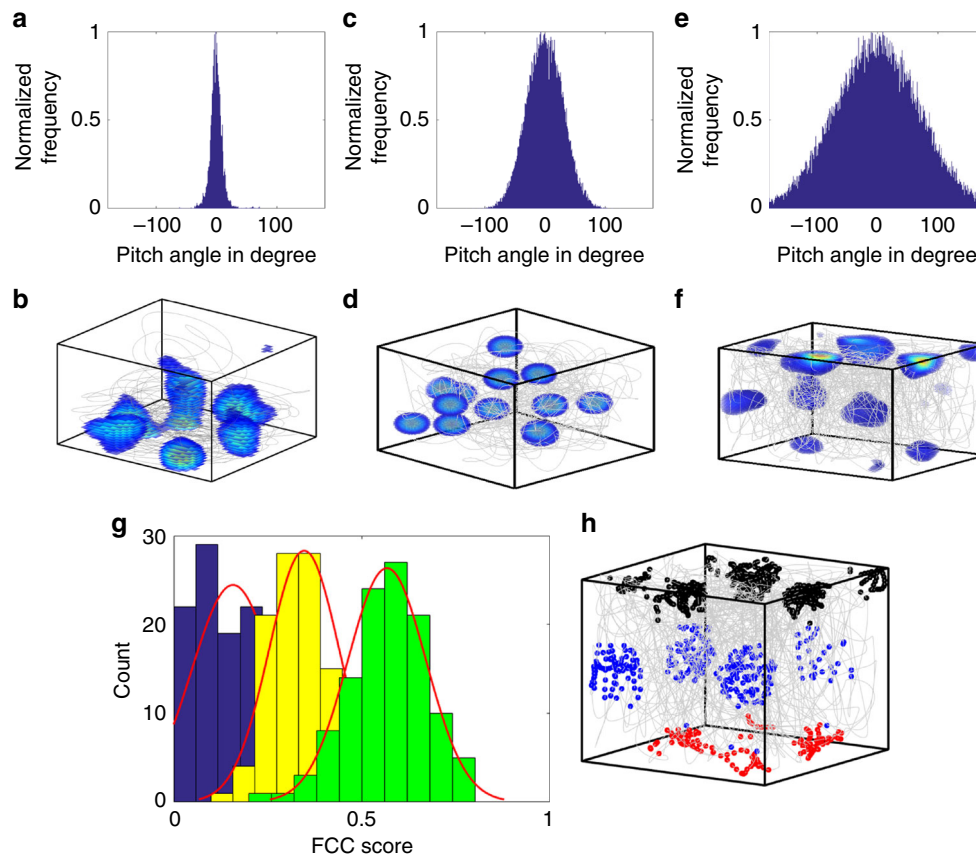 a
1
0.5
0
Normalized
frequency
−100 0 100
Pitch angle in degree
c
1
0.5
0
Normalized
frequency
−100 0 100
Pitch angle in degree
e
1
0.5
0
Normalized
frequency
−100 0 100
Pitch angle in degree
b
d
f
g
30
20
10
0
Count
0 0.5 1
FCC score
h